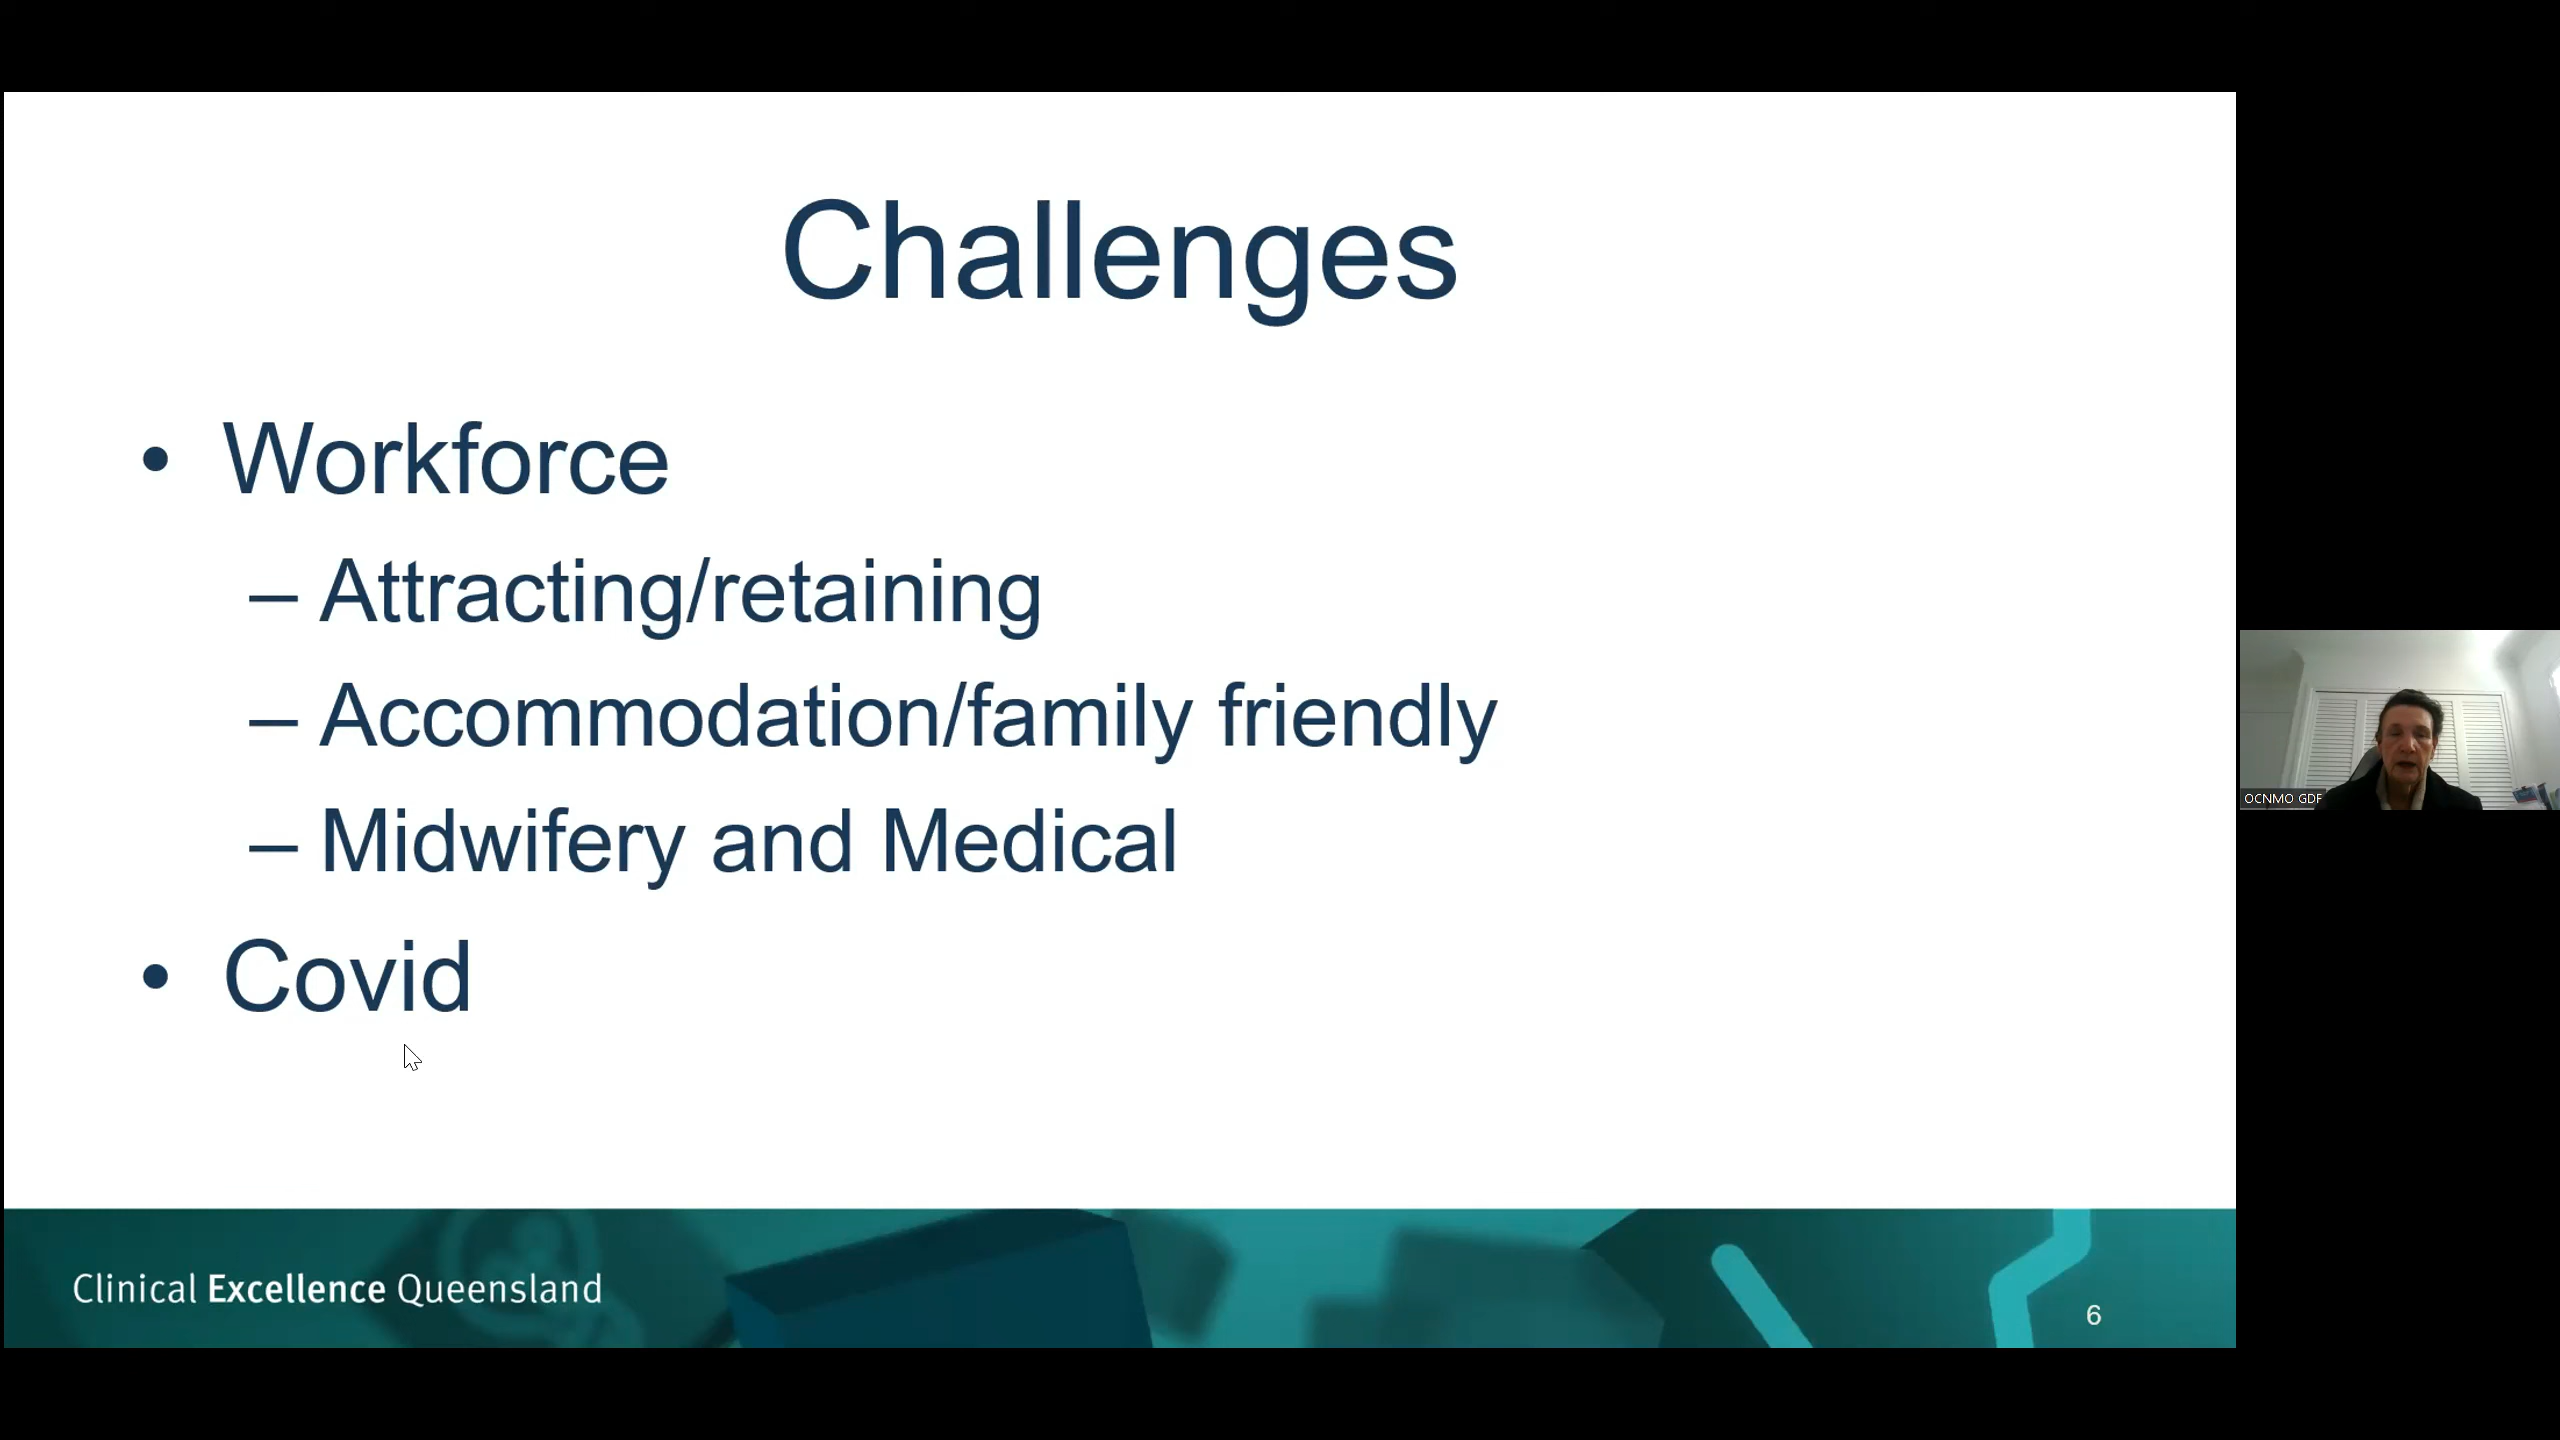 Challenges
• Workforce
– Attracting/retaining
– Accommodation/family friendly
– Midwifery and Medical
• Covid
OCNMO GDF
Clinical Excellence Queensland
6